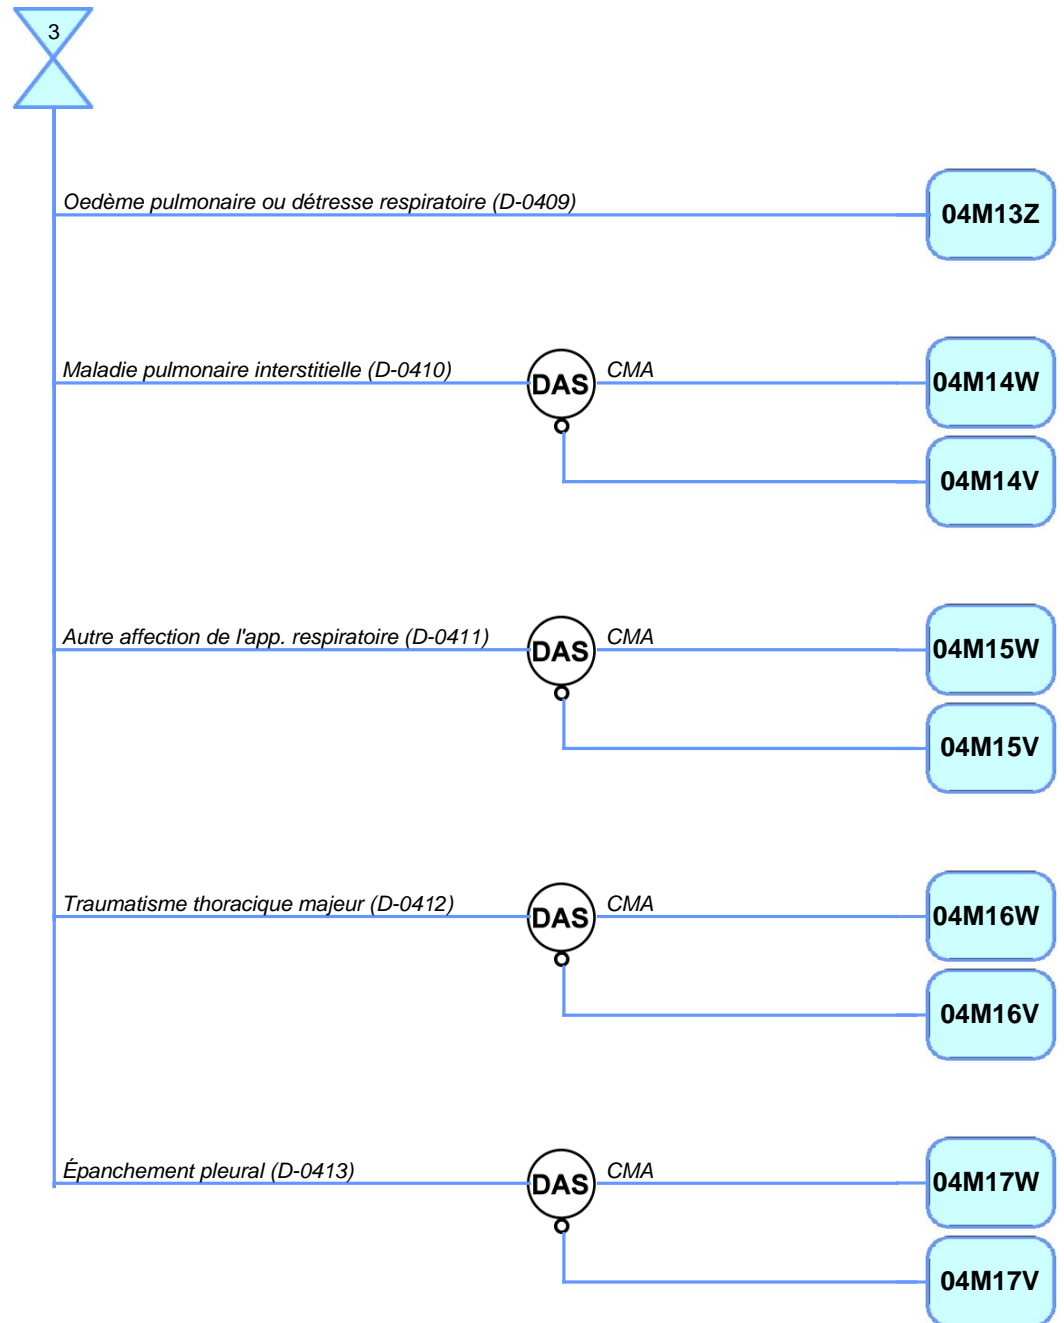 3
Oedème pulmonaire ou détresse respiratoire (D-0409)
04M13Z
Maladie pulmonaire interstitielle (D-0410)
DAS
CMA
04M14W
04M14V
Autre affection de l'app. respiratoire (D-0411)
DAS
CMA
04M15W
04M15V
Traumatisme thoracique majeur (D-0412)
DAS
CMA
04M16W
04M16V
Épanchement pleural (D-0413)
DAS
CMA
04M17W
04M17V